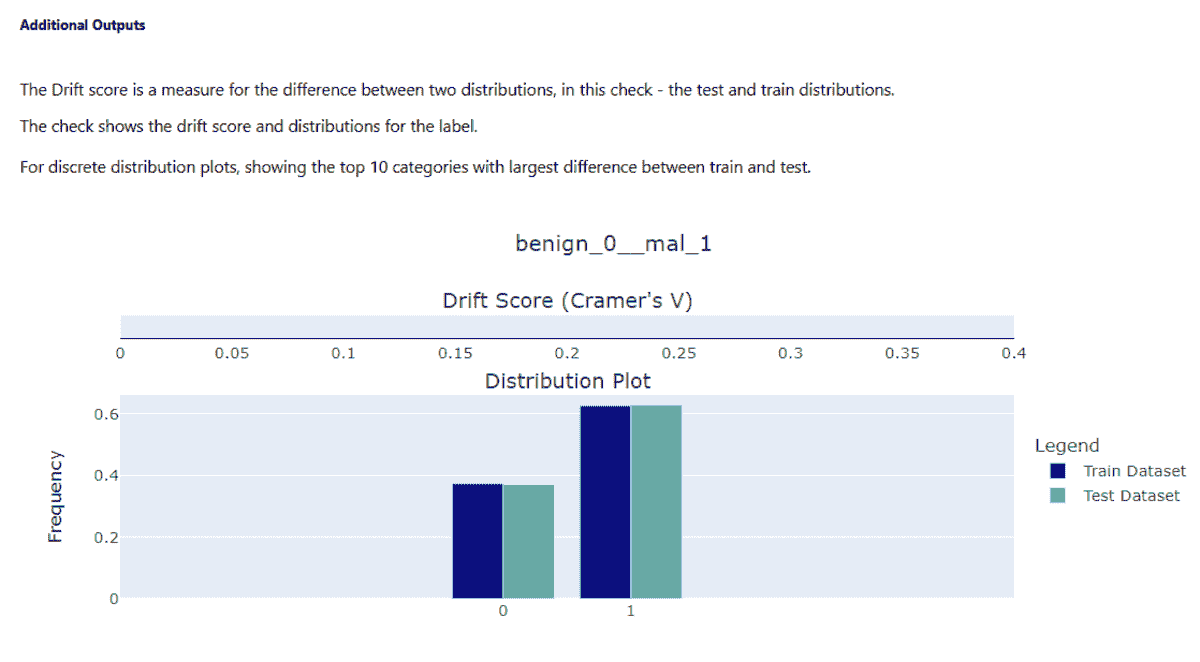 Additional Outputs
The Drift score is a measure for the difference between two distributions, in this check - the test and train distributions.
The check shows the drift score and distributions for the label.
For discrete distribution plots, showing the top 10 categories with largest difference between train and test.
benign_0__mal_1
Drift Score (Cramer's V)
0 0.05 0.1 0.15 0.2 0.25 0.3 0.35 0.4
Distribution Plot
0.6
0.4
0.2
0
Frequency
0 1
Legend
Train Dataset
Test Dataset